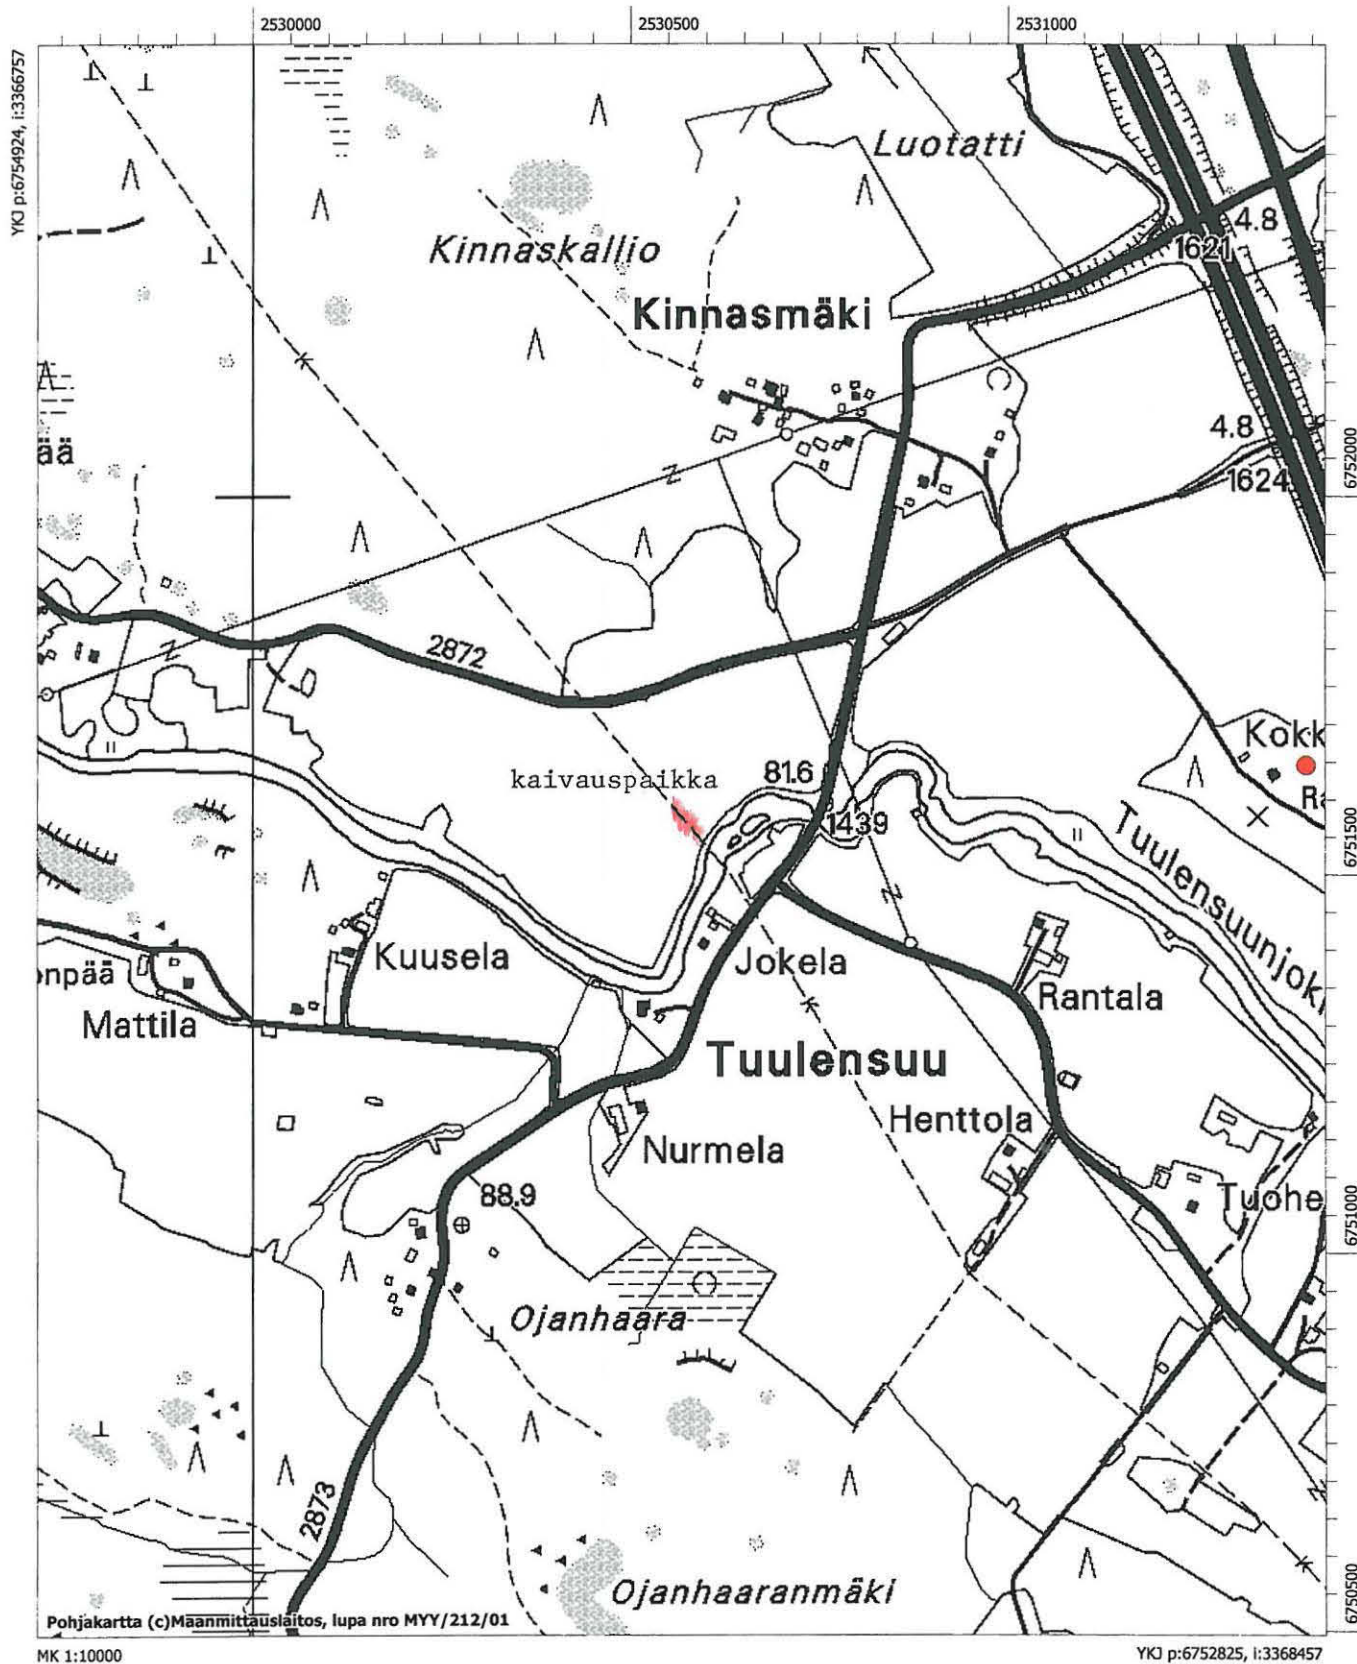 2530000
2530500
2531000
YKJ p:6754924, i:3366757
Luotatti
4.8
1621
Kinnaskallio
Kinnasmäki
4.8
ää
1624
6752000
2872
Kokk
kaivauspaikka
81.6
Ra
1439
6751500
Tuulensuunjoki
Kuusela
Jokela
onpää
Rantala
Mattila
Tuulensuu
Henttola
Nurmela
88.9
Tuohe
6751000
Ojanhaara
2873
Ojanhaaranmäki
6750500
Pohjakartta (c)Maanmittauslaitos, lupa nro MYY/212/01
MK 1:10000
YKJ p:6752825, i:3368457